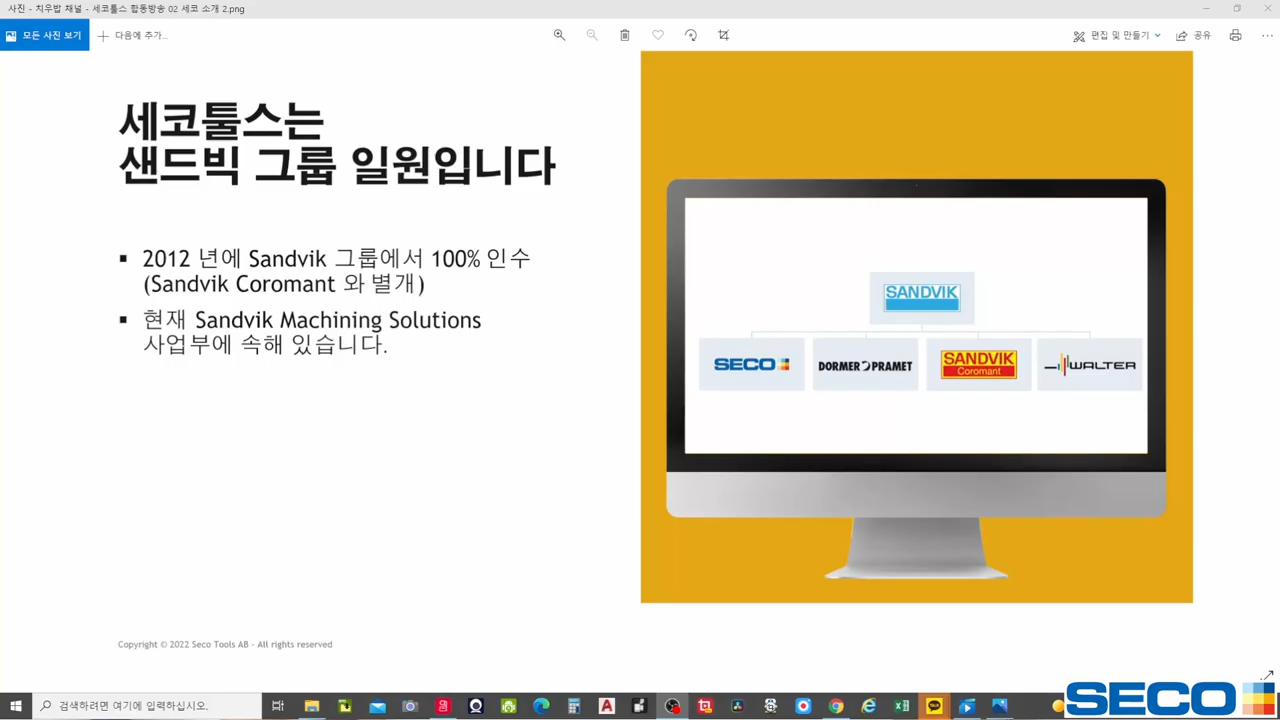 사진 - 치우밥 채널 - 세코툴스 합동방송 02 세코 소개 2.png
모든 사진 보기
다음에 추가...
편집 및 만들기
공유
세코툴스는
샌드빅 그룹 일원입니다
2012 년에 Sandvik 그룹에서 100% 인수
(Sandvik Coromant 와 별개)
현재 Sandvik Machining Solutions
사업부에 속해 있습니다.
SANDVIK
SECO
DORMER PRAMET
SANDVIK
Coromant
WALTER
Copyright © 2022 Seco Tools AB - All rights reserved
검색하려면 여기에 입력하십시오.
SECO